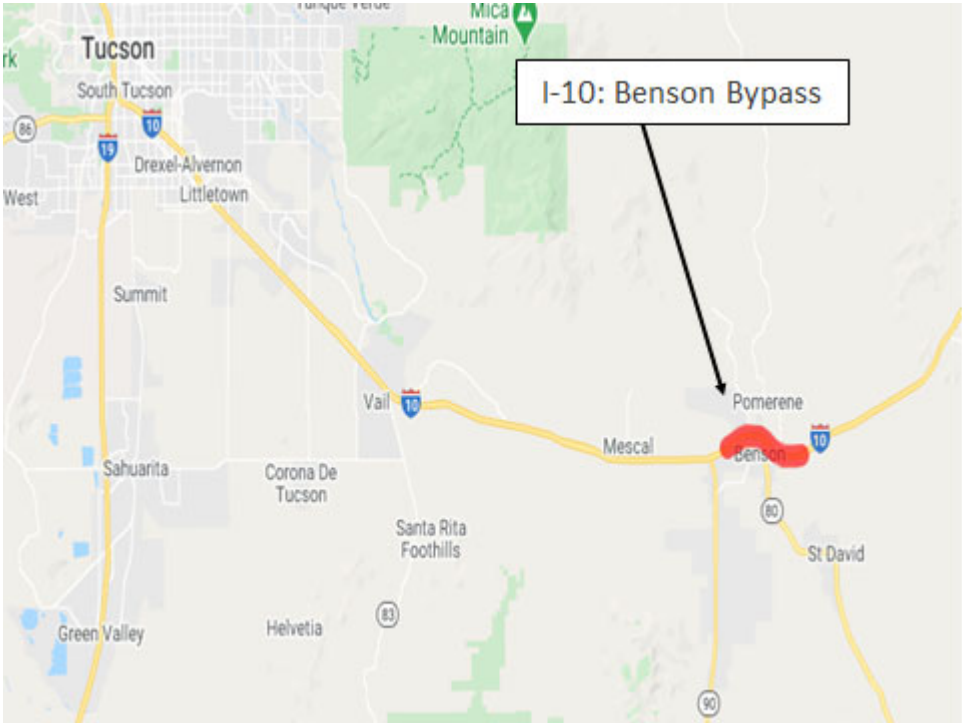 Tanque Verde
Mica
Mountain
rk
Tucson
I-10: Benson Bypass
South Tucson
86
10
19
Drexel-Alvernon
West
Littletown
Summit
Vail
10
Pomerene
Mescal
Benson
10
Sahuarita
Corona De
Tucson
80
Santa Rita
Foothills
St David
83
Green Valley
Helvetia
90